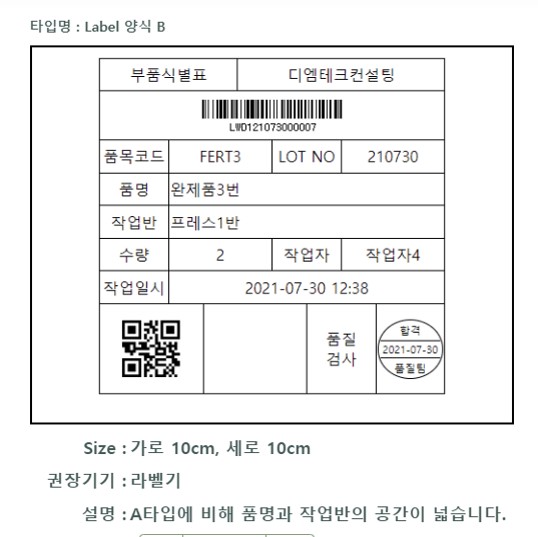 타입명 : Label 양식 B
부품식별표 디엠테크컨설팅
LWD121073000007
품목코드 FERT3 LOT NO 210730
품명 완제품3번
작업반 프레스1반
수량 2 작업자 작업자4
작업일시 2021-07-30 12:38
품질
검사
합격
2021-07-30
품질팀
Size : 가로 10cm, 세로 10cm
권장기기 : 라벨기
설명 : A타입에 비해 품명과 작업반의 공간이 넓습니다.